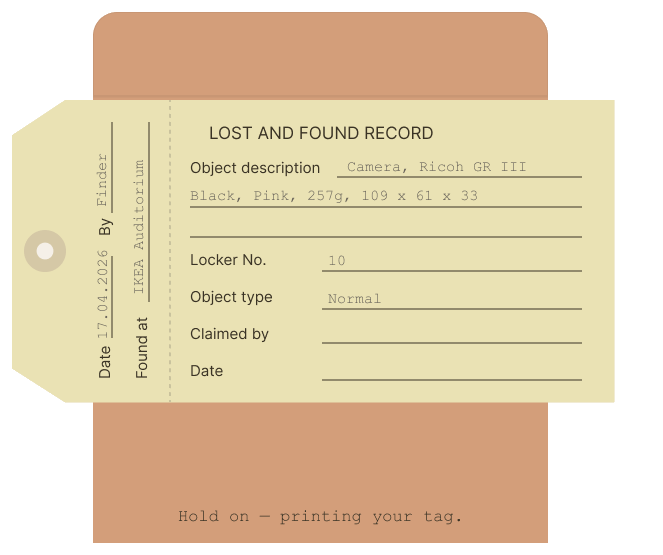 Date 17.04.2026 By Finder
Found at IKEA Auditorium
LOST AND FOUND RECORD
Object description Camera, Ricoh GR III
Black, Pink, 257g, 109 x 61 x 33
Locker No. 10
Object type Normal
Claimed by
Date
Hold on — printing your tag.